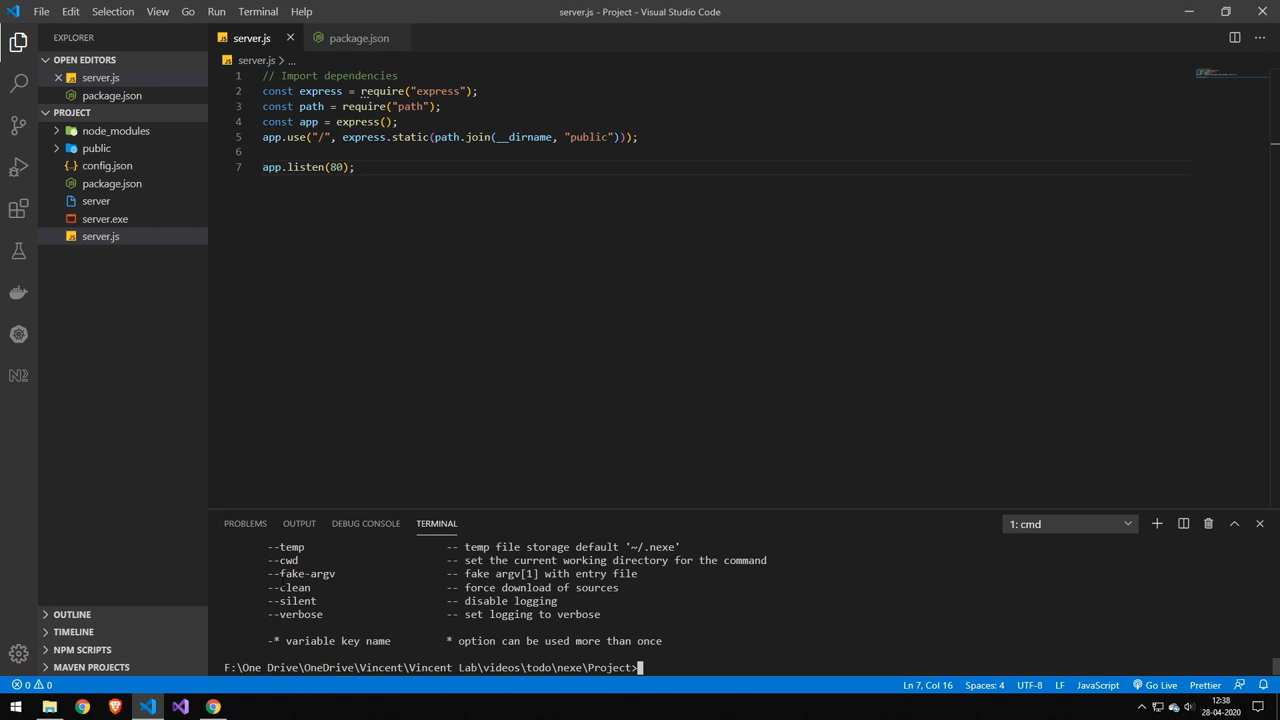 File Edit Selection View Go Run Terminal Help
server.js - Project - Visual Studio Code
EXPLORER
OPEN EDITORS
server.js
package.json
PROJECT
node_modules
public
config.json
package.json
server
server.exe
server.js
OUTLINE
TIMELINE
NPM SCRIPTS
MAVEN PROJECTS
server.js package.json
server.js > ...
1 // Import dependencies
2 const express = require("express");
3 const path = require("path");
4 const app = express();
5 app.use("/", express.static(path.join(__dirname, "public")));
6
7 app.listen(80);
PROBLEMS OUTPUT DEBUG CONSOLE TERMINAL 1: cmd
--temp -- temp file storage default '~/.nexe'
--cwd -- set the current working directory for the command
--fake-argv -- fake argv[1] with entry file
--clean -- force download of sources
--silent -- disable logging
--verbose -- set logging to verbose
-* variable key name * option can be used more than once
F:\One Drive\OneDrive\Vincent\Vincent Lab\videos\todo\nexe\Project>
0 0 Ln 7, Col 16 Spaces: 4 UTF-8 LF JavaScript Go Live Prettier
12:38
28-04-2020